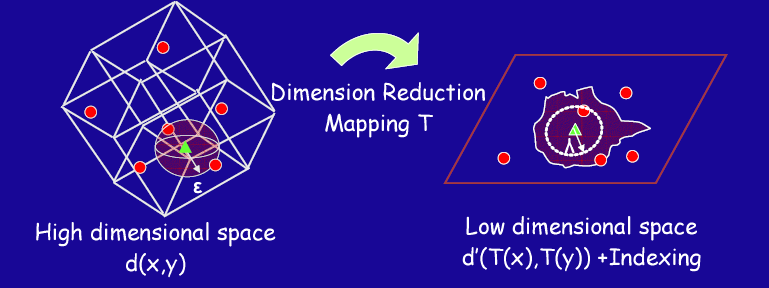 Dimension Reduction
Mapping T
ε
λ
High dimensional space
d(x,y)
Low dimensional space
d'(T(x),T(y)) +Indexing